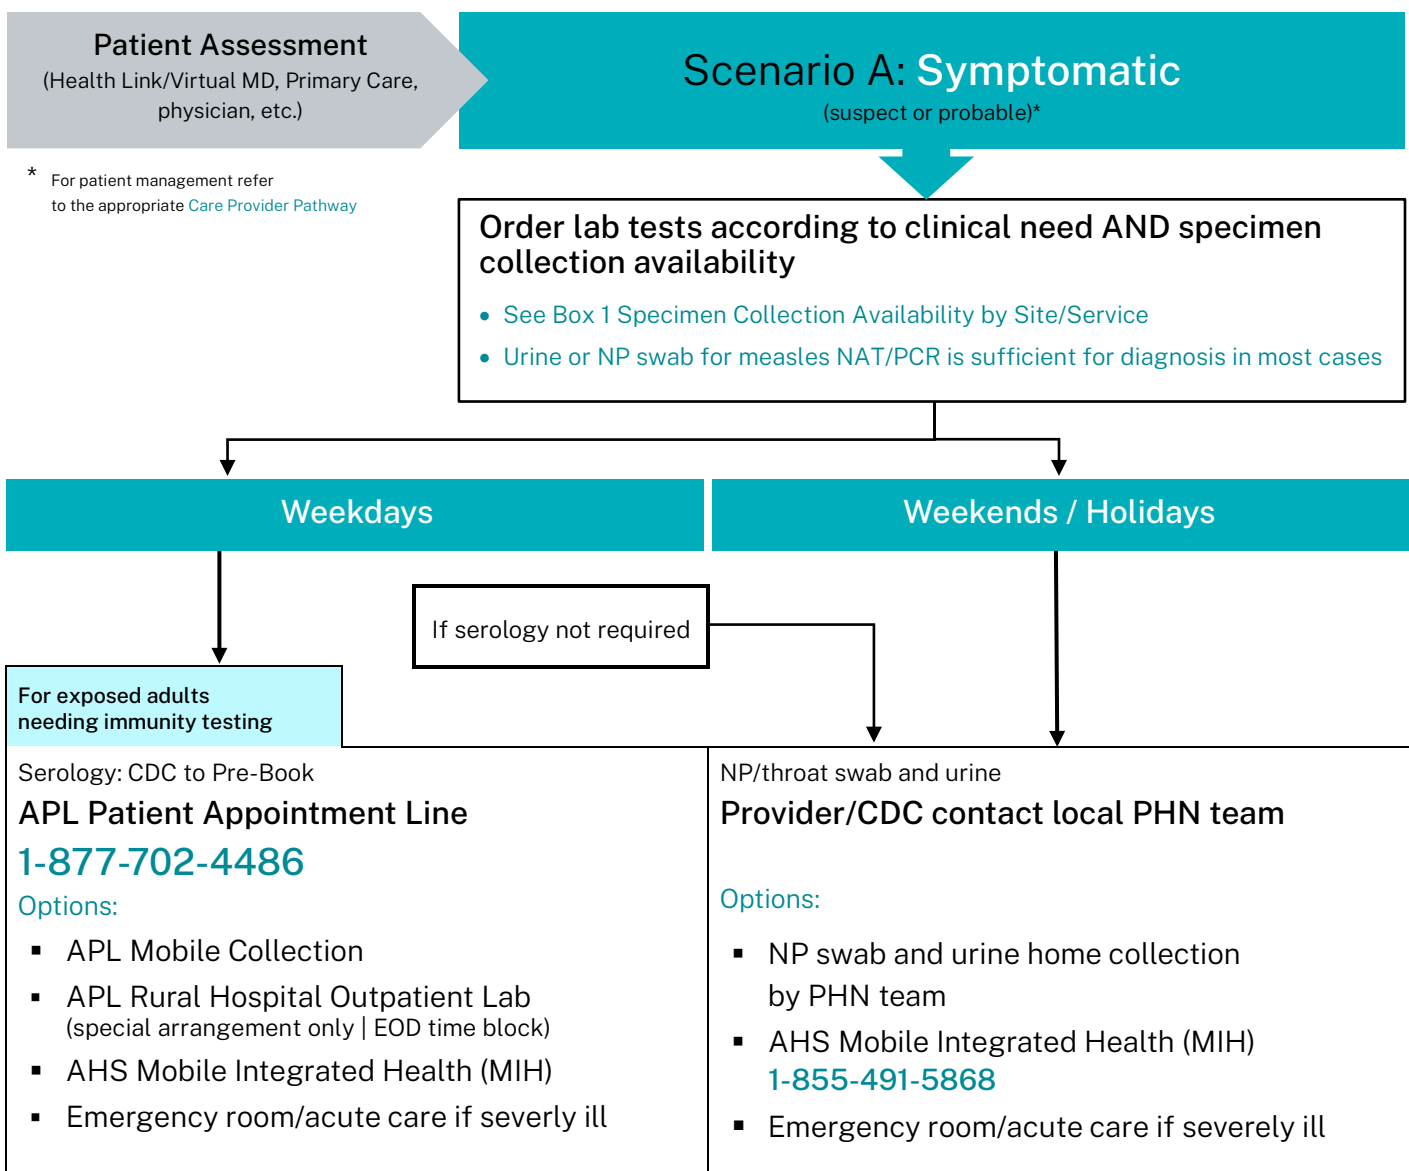 Patient Assessment
(Health Link/Virtual MD, Primary Care,
physician, etc.)
Scenario A: Symptomatic
(suspect or probable)*
* For patient management refer
to the appropriate Care Provider Pathway
Order lab tests according to clinical need AND specimen
collection availability
• See Box 1 Specimen Collection Availability by Site/Service
• Urine or NP swab for measles NAT/PCR is sufficient for diagnosis in most cases
Weekdays
Weekends / Holidays
If serology not required
For exposed adults
needing immunity testing
Serology: CDC to Pre-Book
APL Patient Appointment Line
1-877-702-4486
Options:
▪ APL Mobile Collection
▪ APL Rural Hospital Outpatient Lab
(special arrangement only | EOD time block)
▪ AHS Mobile Integrated Health (MIH)
▪ Emergency room/acute care if severly ill
NP/throat swab and urine
Provider/CDC contact local PHN team
Options:
▪ NP swab and urine home collection
by PHN team
▪ AHS Mobile Integrated Health (MIH)
1-855-491-5868
▪ Emergency room/acute care if severely ill